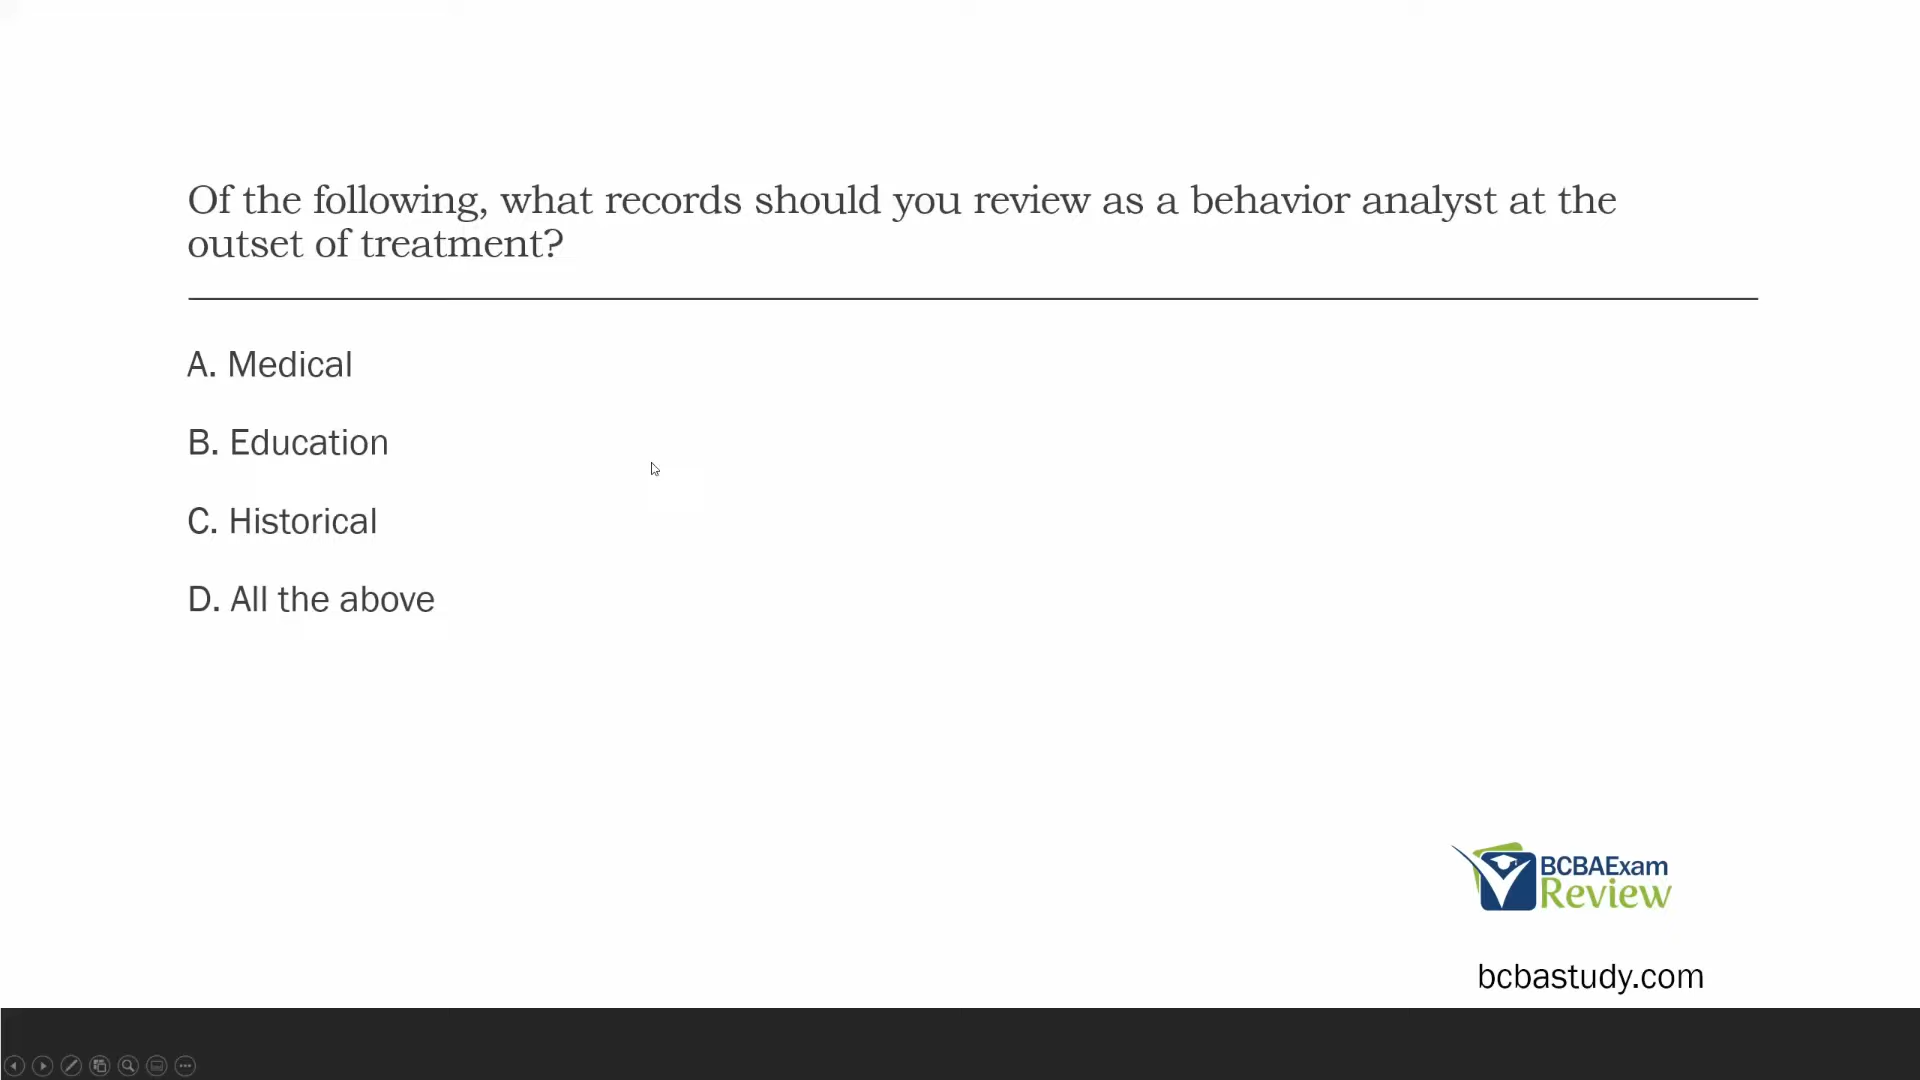 Of the following, what records should you review as a behavior analyst at the
outset of treatment?
A. Medical
B. Education
C. Historical
D. All the above
BCBAExam
Review
bcbastudy.com